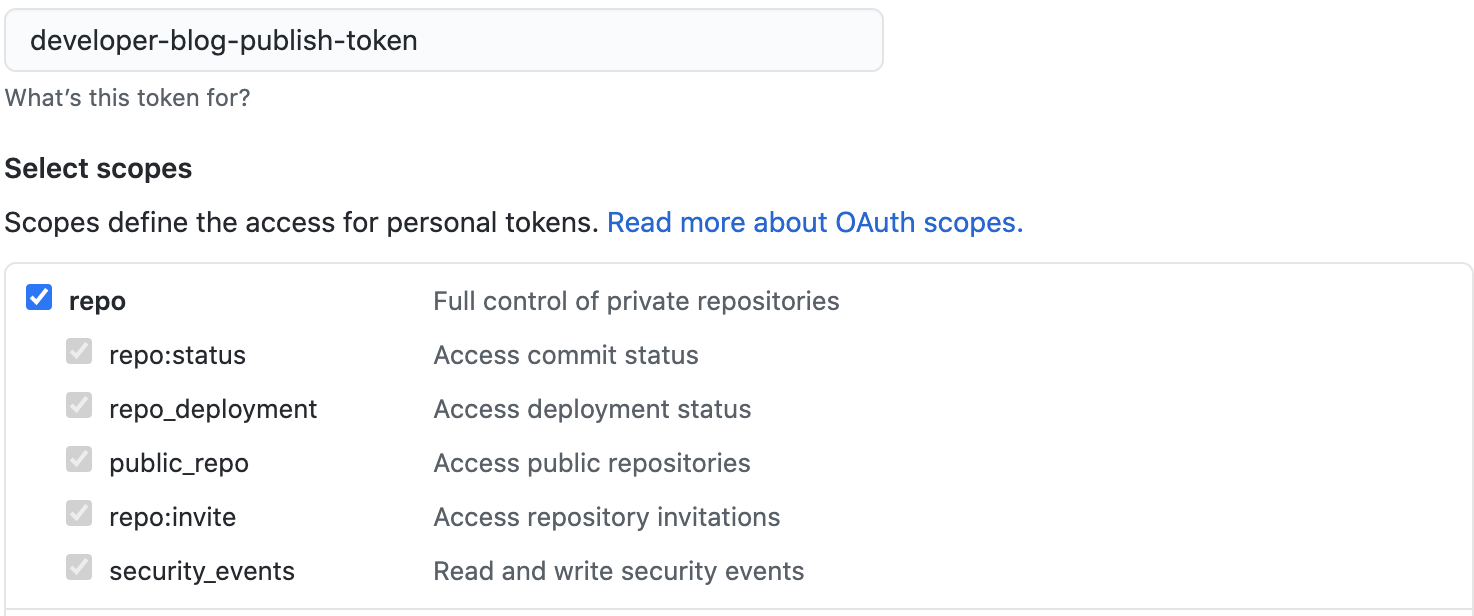 developer-blog-publish-token
What's this token for?
Select scopes
Scopes define the access for personal tokens. Read more about OAuth scopes.
repo Full control of private repositories
repo:status Access commit status
repo_deployment Access deployment status
public_repo Access public repositories
repo:invite Access repository invitations
security_events Read and write security events